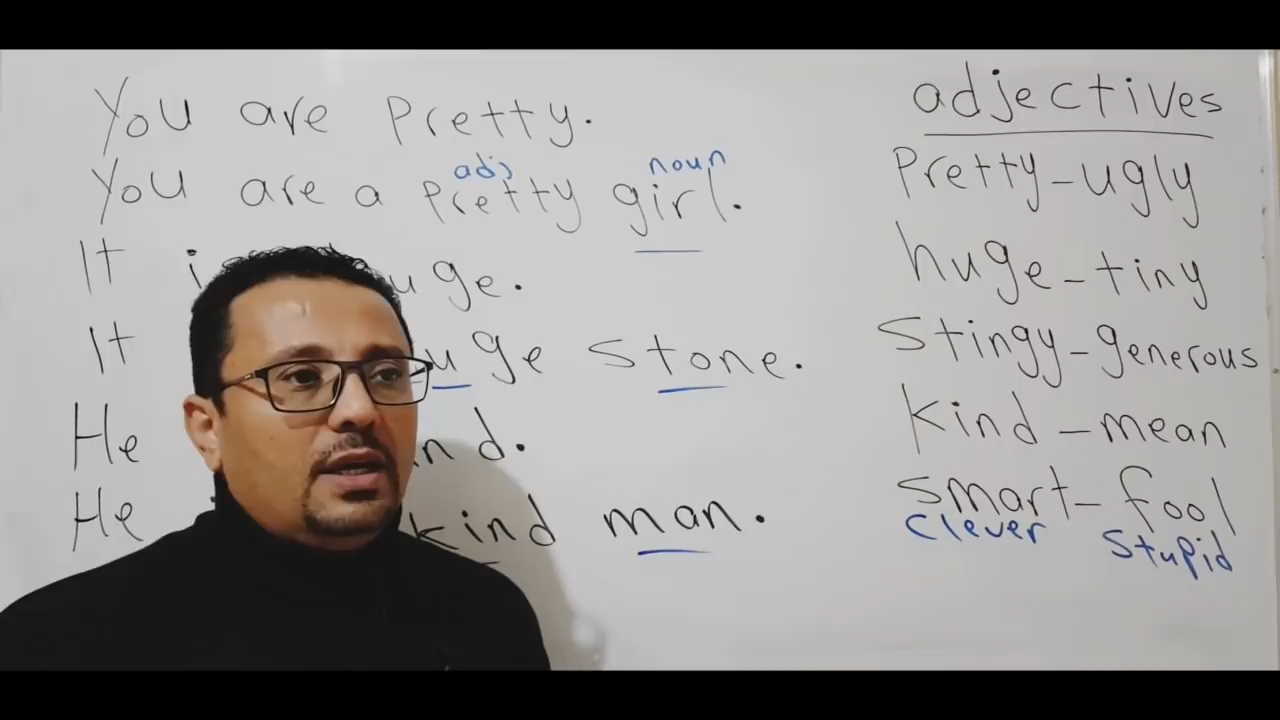 You are Pretty.
adj noun
You are a Pretty girl.
It uge.
It uge stone.
He nd.
He kind man.
adjectives
Pretty-ugly
huge-tiny
Stingy-generous
kind-mean
smart-fool
Clever Stupid